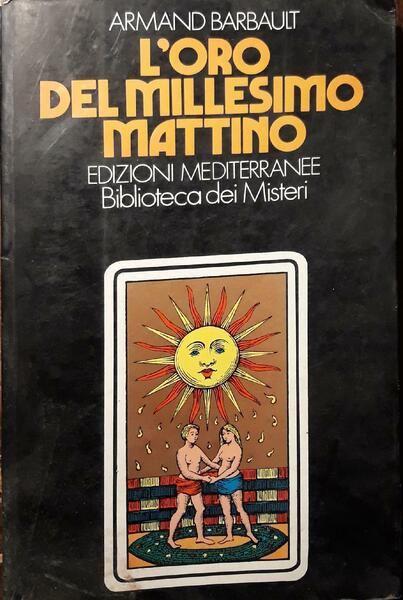 ARMAND BARBAULT
L'ORO
DEL MILLESIMO
MATTINO
EDIZIONI MEDITERRANEE
Biblioteca dei Misteri